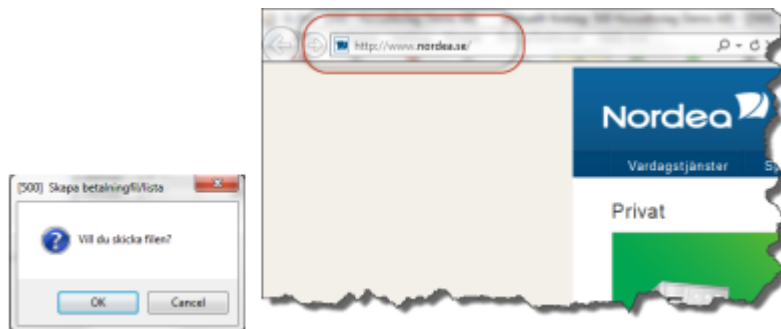 http://www.nordea.se/
Nordea
Vardagstjänster
Privat
[500] Skapa betalningfil/lista
Vill du skicka filen?
OK Cancel